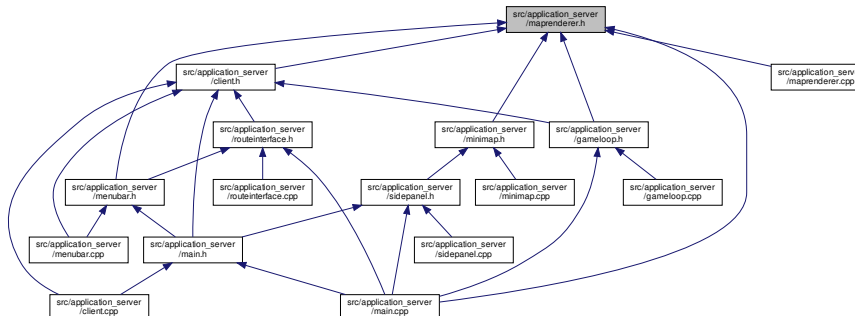 src/application_server
/maprenderer.h
src/application_server
/client.h
src/application_serve
/maprenderer.cpp
src/application_server
/routeinterface.h
src/application_server
/minimap.h
src/application_server
/gameloop.h
src/application_server
/menubar.h
src/application_server
/routeinterface.cpp
src/application_server
/sidepanel.h
src/application_server
/minimap.cpp
src/application_server
/gameloop.cpp
src/application_server
/menubar.cpp
src/application_server
/main.h
src/application_server
/sidepanel.cpp
src/application_server
/client.cpp
src/application_server
/main.cpp